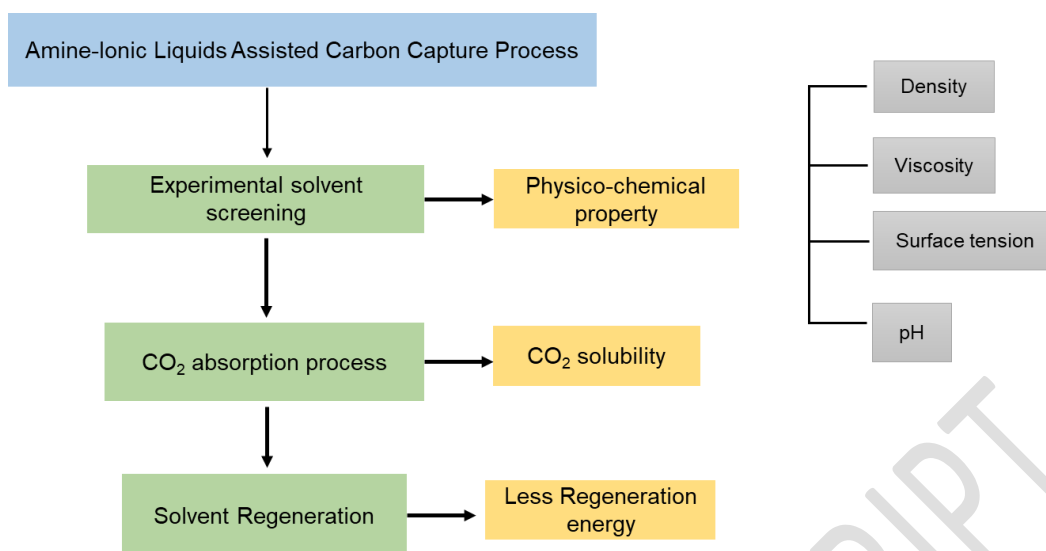 Amine-Ionic Liquids Assisted Carbon Capture Process
Experimental solvent
screening
Physico-chemical
property
CO₂ absorption process
CO₂ solubility
Solvent Regeneration
Less Regeneration
energy
Density
Viscosity
Surface tension
pH
RIPT